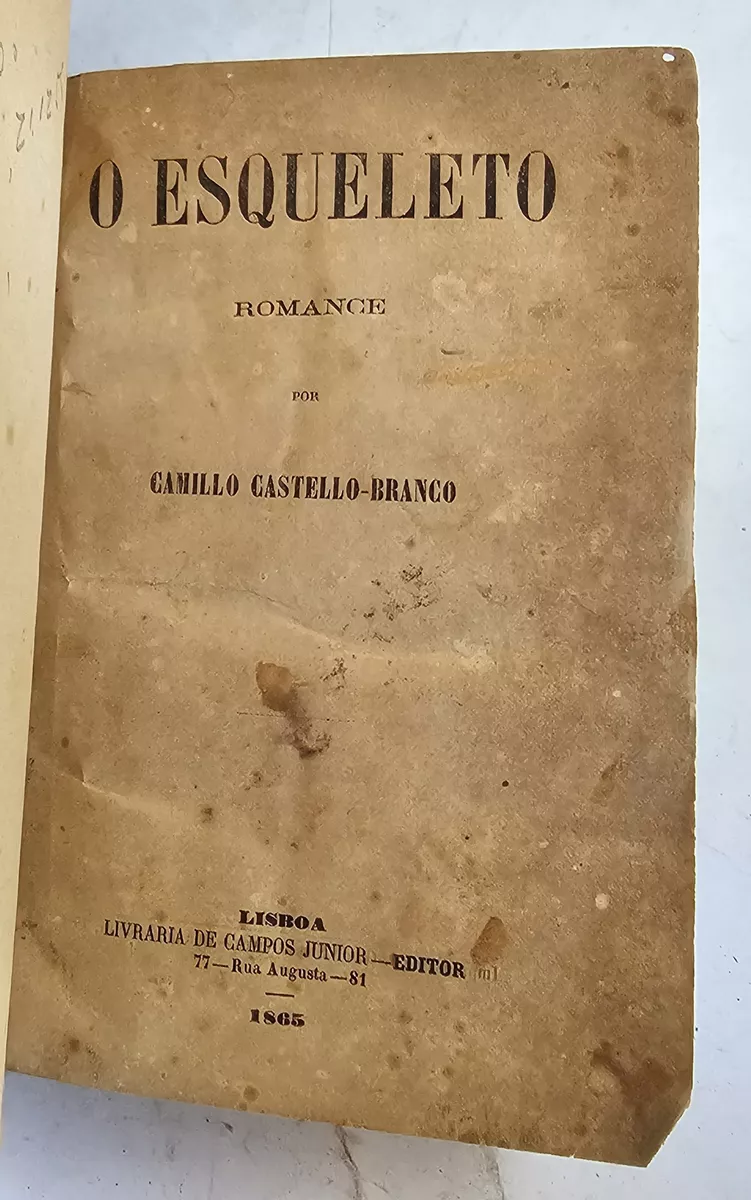 O ESQUELETO
ROMANCE
POR
CAMILLO CASTELLO-BRANCO
LISBOA
LIVRARIA DE CAMPOS JUNIOR—EDITOR
77—Rua Augusta—81
1865